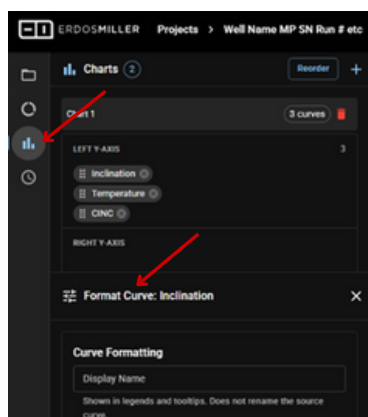 ERDOSMILLER Projects > Well Name MP SN Run # etc
Charts 2
Reorder +
Chart 1
3 curves
LEFT Y-AXIS 3
Inclination
Temperature
CINC
RIGHT Y-AXIS
Format Curve: Inclination
Curve Formatting
Display Name
Shown in legends and tooltips. Does not rename the source
curve.